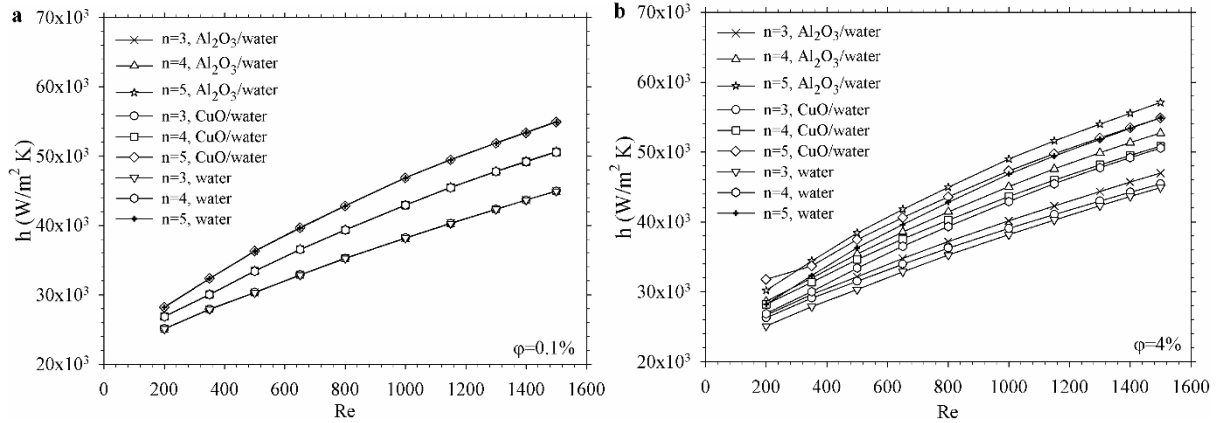 a
70x10³
60x10³
50x10³
40x10³
30x10³
20x10³
h (W/m² K)
n=3, Al₂O₃/water
n=4, Al₂O₃/water
n=5, Al₂O₃/water
n=3, CuO/water
n=4, CuO/water
n=5, CuO/water
n=3, water
n=4, water
n=5, water
φ=0.1%
0 200 400 600 800 1000 1200 1400 1600
Re
b
70x10³
60x10³
50x10³
40x10³
30x10³
20x10³
h (W/m² K)
n=3, Al₂O₃/water
n=4, Al₂O₃/water
n=5, Al₂O₃/water
n=3, CuO/water
n=4, CuO/water
n=5, CuO/water
n=3, water
n=4, water
n=5, water
φ=4%
0 200 400 600 800 1000 1200 1400 1600
Re